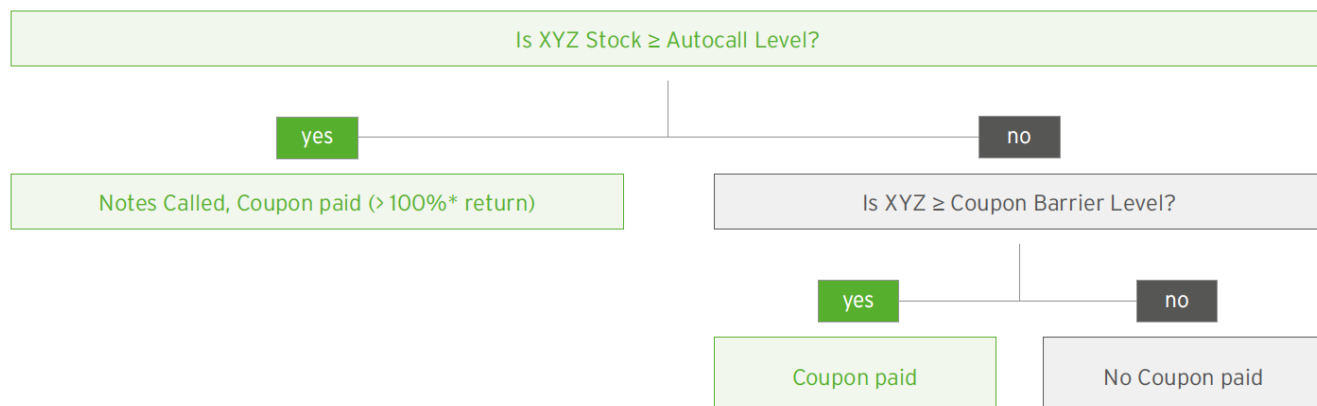 Is XYZ Stock ≥ Autocall Level?
yes
no
Notes Called, Coupon paid (> 100%* return)
Is XYZ ≥ Coupon Barrier Level?
yes
no
Coupon paid
No Coupon paid